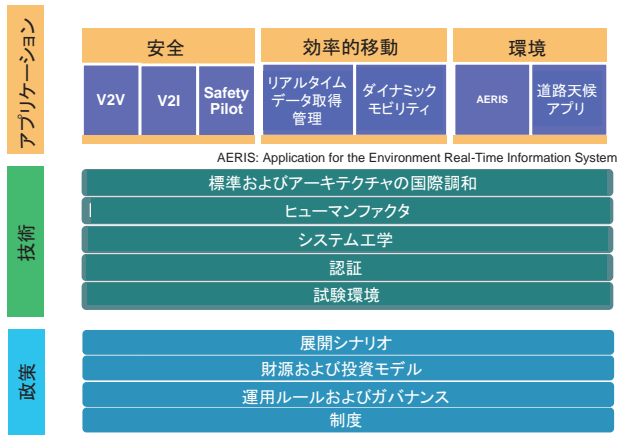 アプリケーション
安全
効率的移動
環境
V2V
V2I
Safety
Pilot
リアルタイム
データ取得
管理
ダイナミック
モビリティ
AERIS
道路天候
アプリ
AERIS: Application for the Environment Real-Time Information System
技術
標準およびアーキテクチャの国際調和
ヒューマンファクタ
システム工学
認証
試験環境
政策
展開シナリオ
財源および投資モデル
運用ルールおよびガバナンス
制度